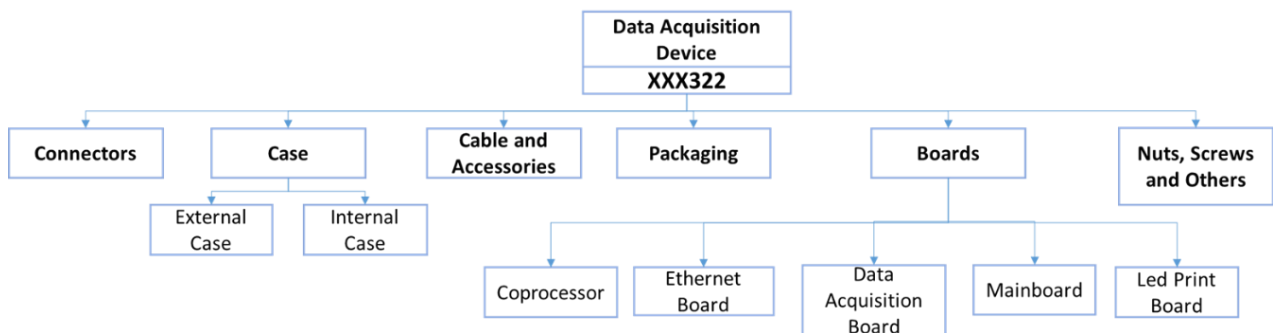 Data Acquisition
Device
XXX322
Connectors
Case
Cable and
Accessories
Packaging
Boards
Nuts, Screws
and Others
External
Case
Internal
Case
Coprocessor
Ethernet
Board
Data
Acquisition
Board
Mainboard
Led Print
Board